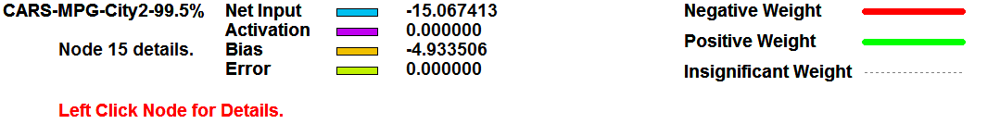 CARS-MPG-City2-99.5% Net Input -15.067413 Negative Weight
Activation 0.000000
Node 15 details. Bias -4.933506 Positive Weight
Error 0.000000 Insignificant Weight
Left Click Node for Details.